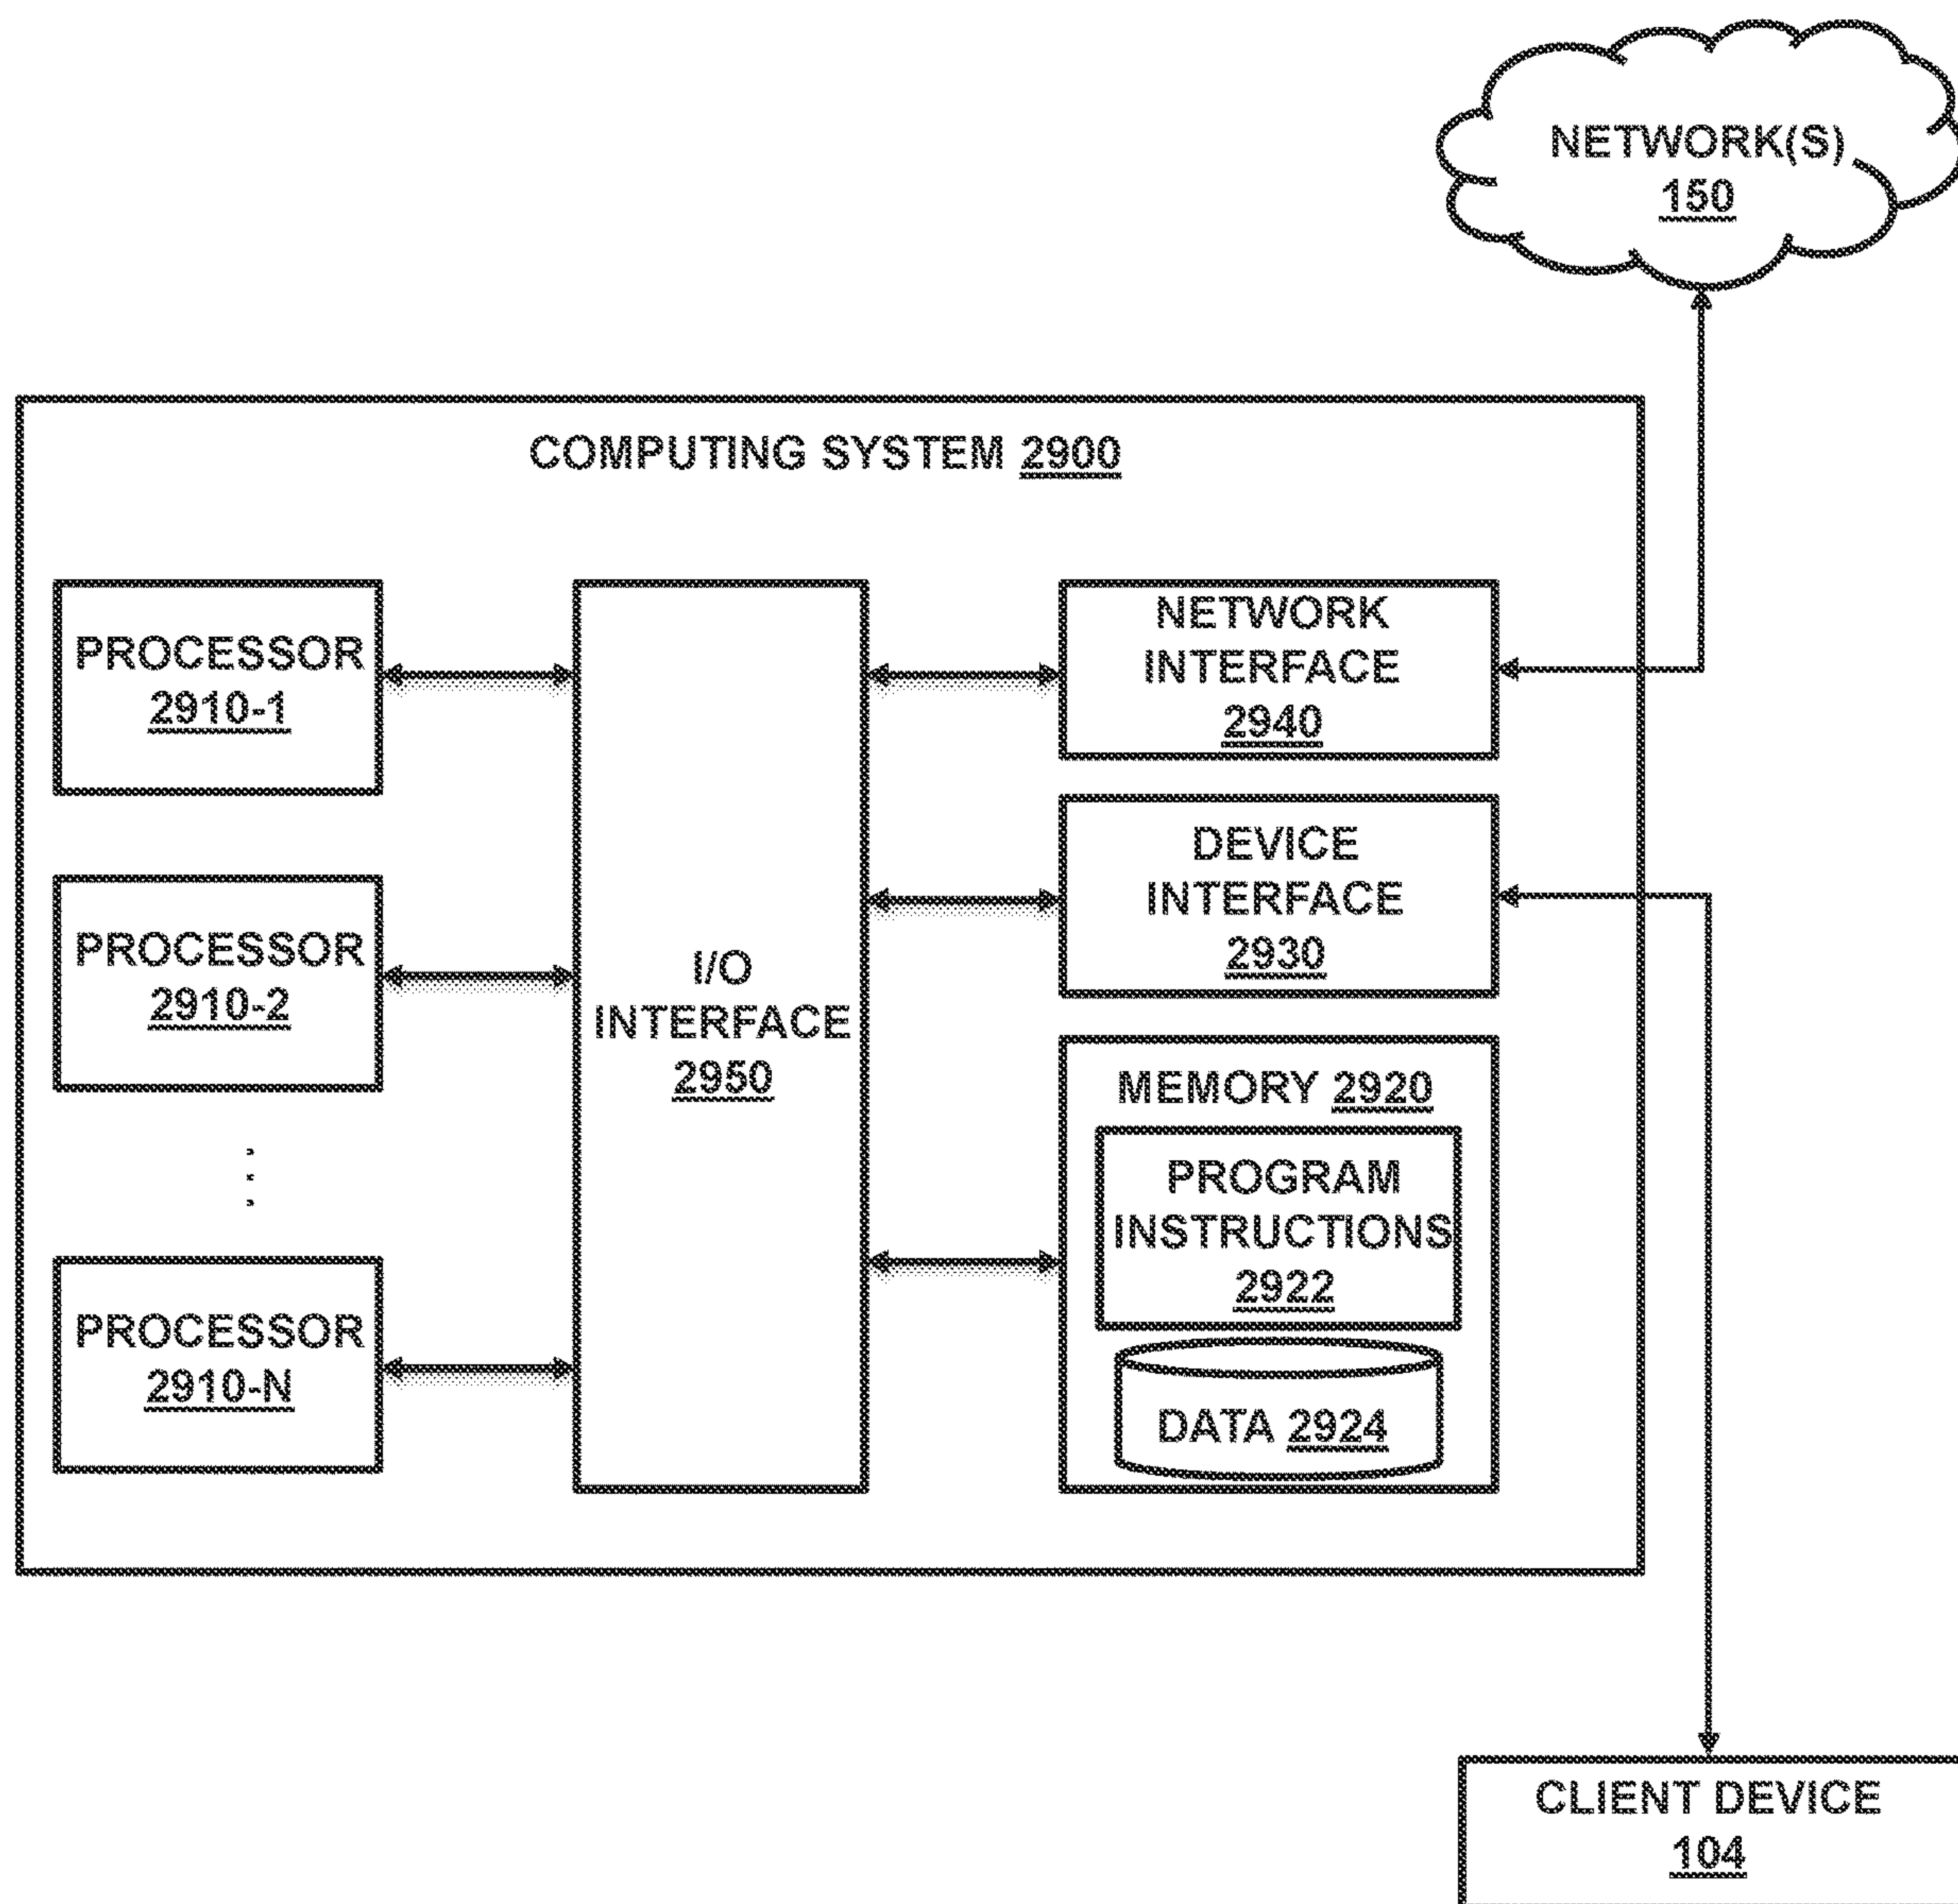 NETWORK(S)
150
COMPUTING SYSTEM 2900
PROCESSOR
2910-1
PROCESSOR
2910-2
PROCESSOR
2910-N
I/O
INTERFACE
2950
NETWORK
INTERFACE
2940
DEVICE
INTERFACE
2930
MEMORY 2920
PROGRAM
INSTRUCTIONS
2922
DATA 2924
CLIENT DEVICE
104